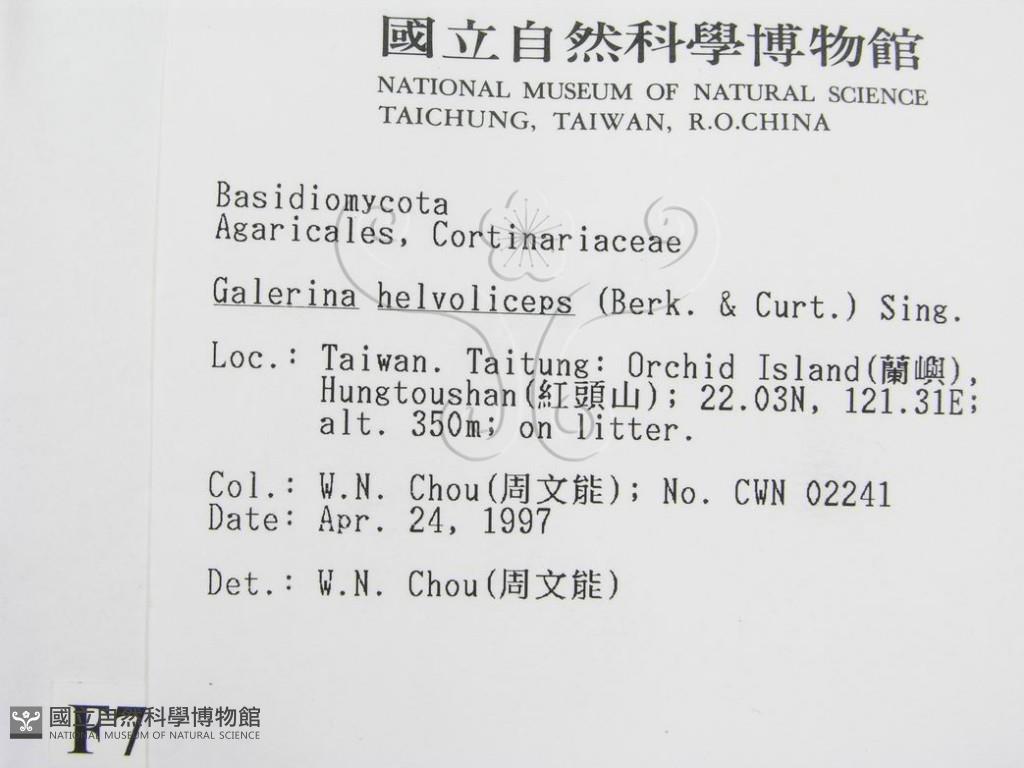 國立自然科學博物館
NATIONAL MUSEUM OF NATURAL SCIENCE
TAICHUNG, TAIWAN, R.O.CHINA
Basidiomycota
Agaricales, Cortinariaceae
Galerina helvoliceps (Berk. & Curt.) Sing.
Loc.: Taiwan. Taitung: Orchid Island(蘭嶼),
Hungtoushan(紅頭山); 22.03N, 121.31E;
alt. 350m; on litter.
Col.: W.N. Chou(周文能); No. CWN 02241
Date: Apr. 24, 1997
Det.: W.N. Chou(周文能)
F7
國立自然科學博物館
NATIONAL MUSEUM OF NATURAL SCIENCE